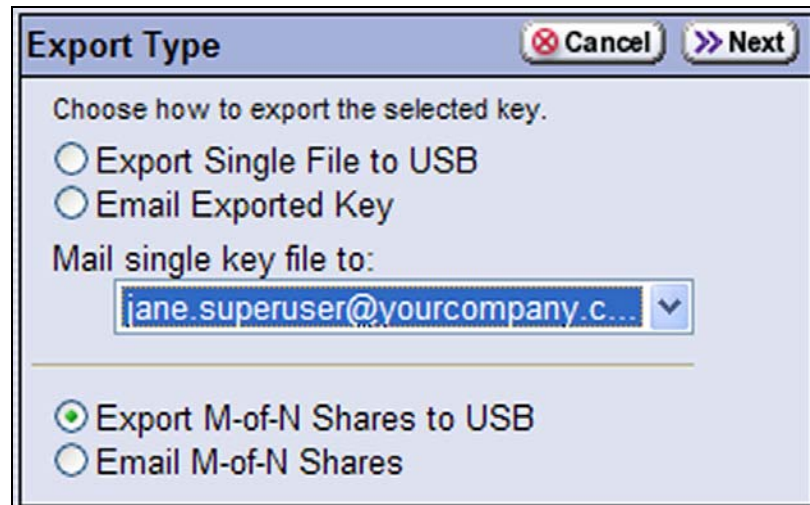 Export Type
Cancel
Next
Choose how to export the selected key.
Export Single File to USB
Email Exported Key
Mail single key file to:
jane.superuser@yourcompany.c...
Export M-of-N Shares to USB
Email M-of-N Shares